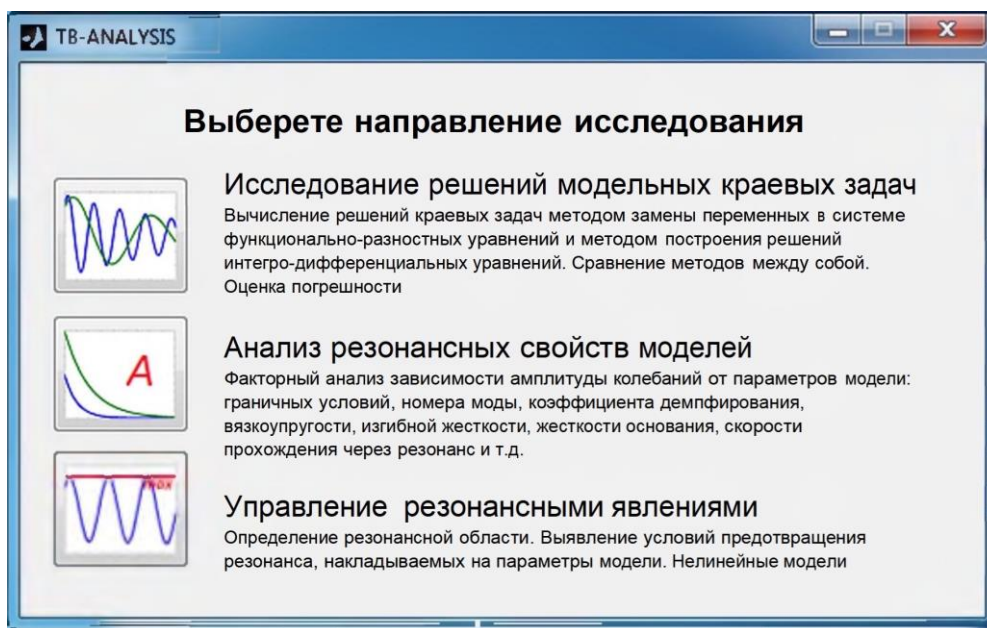 TB-ANALYSIS
Выберете направление исследования
Исследование решений модельных краевых задач
Вычисление решений краевых задач методом замены переменных в системе
функционально-разностных уравнений и методом построения решений
интегро-дифференциальных уравнений. Сравнение методов между собой.
Оценка погрешности
A
Анализ резонансных свойств моделей
Факторный анализ зависимости амплитуды колебаний от параметров модели:
граничных условий, номера моды, коэффициента демпфирования,
вязкоупругости, изгибной жесткости, жесткости основания, скорости
прохождения через резонанс и т.д.
Управление резонансными явлениями
Определение резонансной области. Выявление условий предотвращения
резонанса, накладываемых на параметры модели. Нелинейные модели